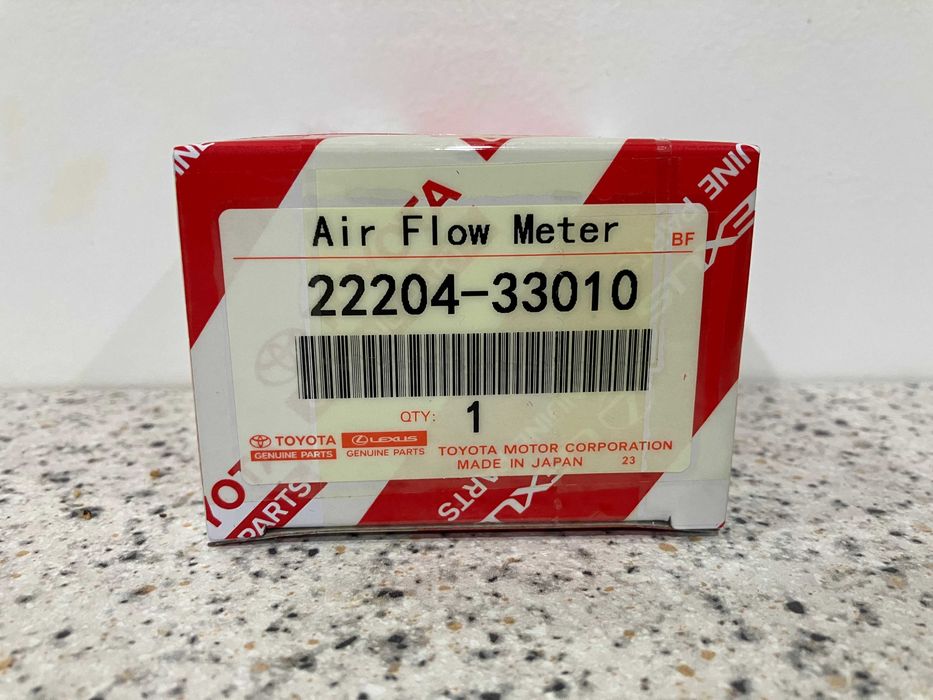 Air Flow Meter
BF
22204-33010
QTY: 1
TOYOTA
GENUINE PARTS
LEXUS
GENUINE PARTS
TOYOTA MOTOR CORPORATION
MADE IN JAPAN 23
PARTS